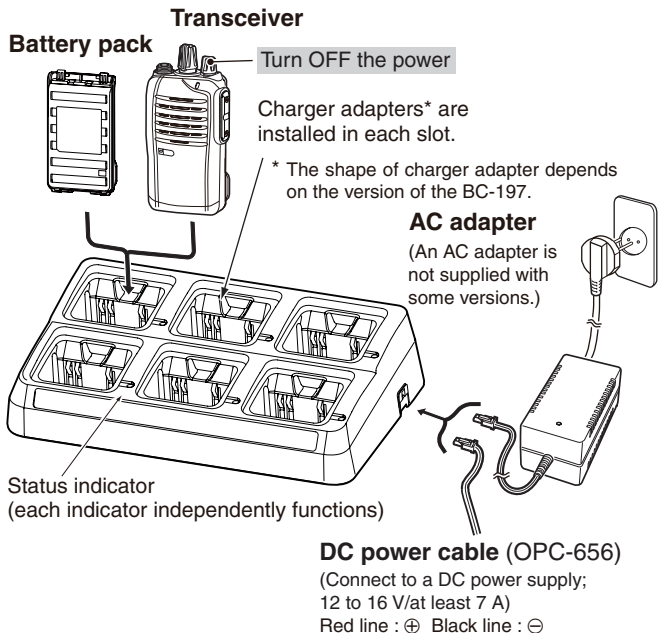 Transceiver
Battery pack
Turn OFF the power
Charger adapters* are
installed in each slot.
* The shape of charger adapter depends
on the version of the BC-197.
AC adapter
(An AC adapter is
not supplied with
some versions.)
Status indicator
(each indicator independently functions)
DC power cable (OPC-656)
(Connect to a DC power supply;
12 to 16 V/at least 7 A)
Red line : ⊕ Black line : ⊖